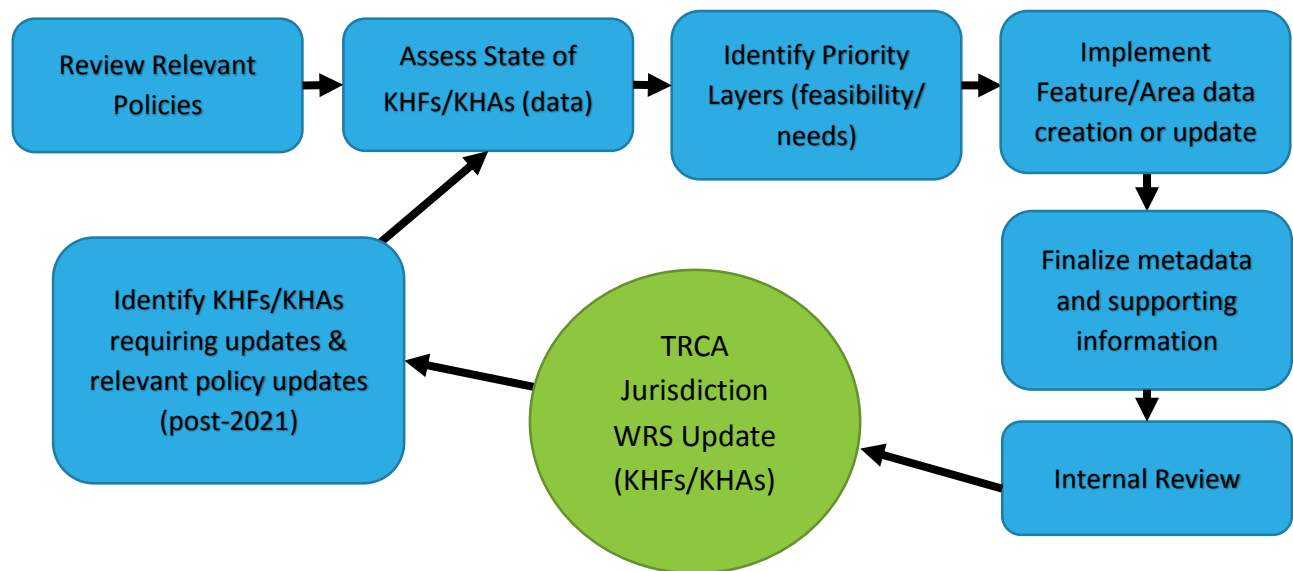 Review Relevant
Policies
Assess State of
KHFs/KHAs (data)
Identify Priority
Layers (feasibility/
needs)
Implement
Feature/Area data
creation or update
Finalize metadata
and supporting
information
Internal Review
TRCA
Jurisdiction
WRS Update
(KHFs/KHAs)
Identify KHFs/KHAs
requiring updates &
relevant policy updates
(post-2021)